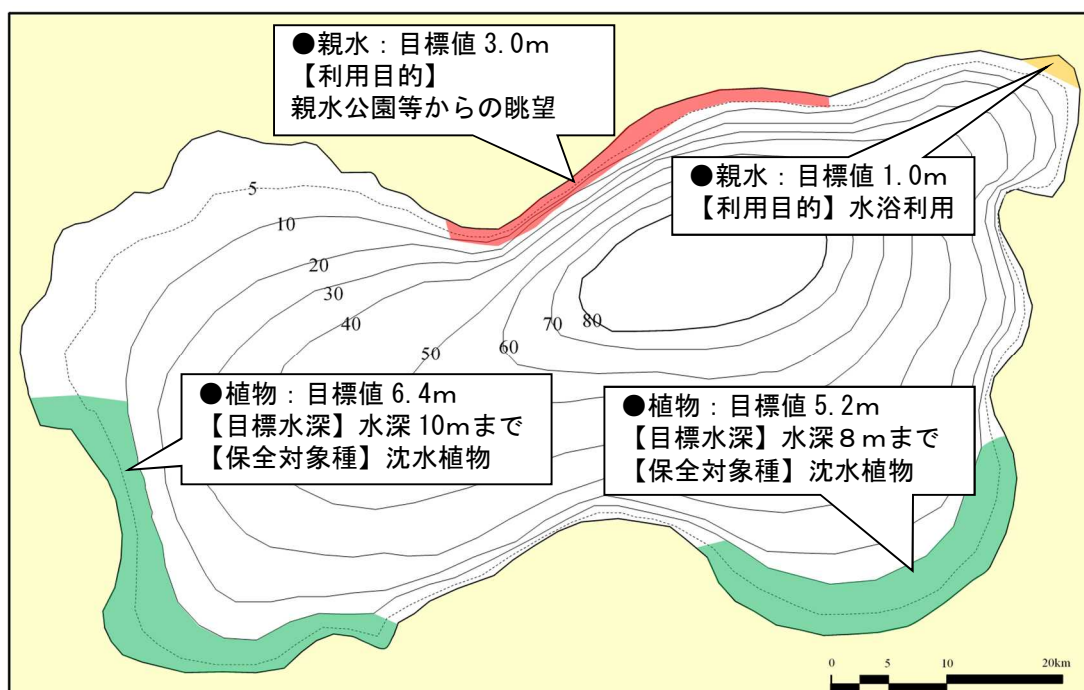 ●親水：目標値 3.0m
【利用目的】
親水公園等からの眺望
●親水：目標値 1.0m
【利用目的】水浴利用
5
10
20
30
40
50
60
70
80
●植物：目標値 6.4m
【目標水深】水深 10mまで
【保全対象種】沈水植物
●植物：目標値 5.2m
【目標水深】水深８ｍまで
【保全対象種】沈水植物
0 5 10 20km